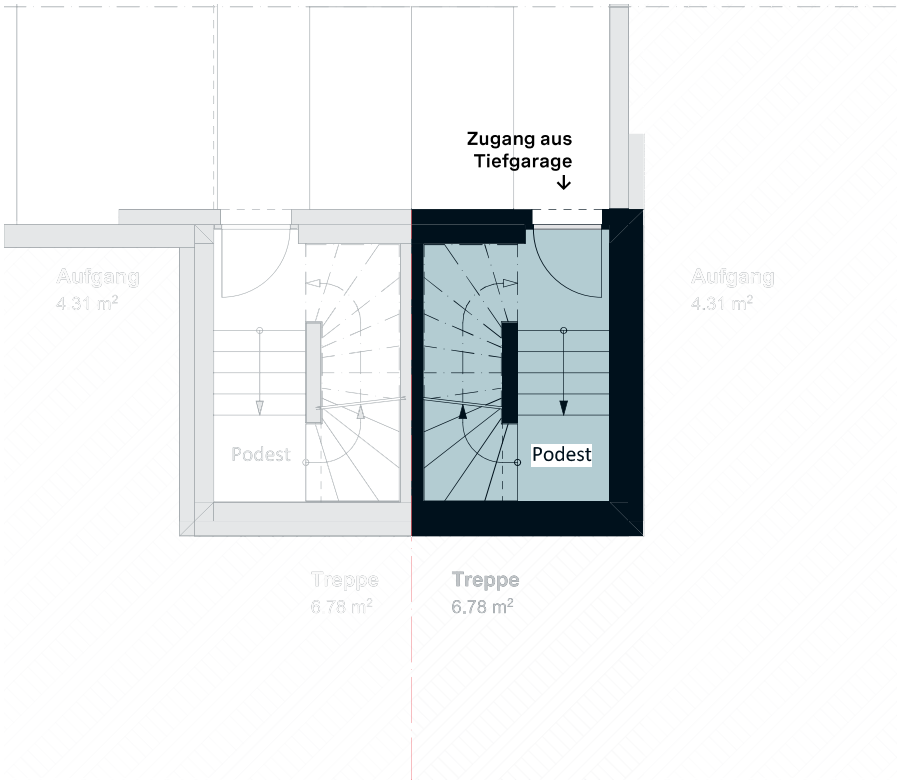 Zugang aus
Tiefgarage
Aufgang
4.31 m²
Aufgang
4.31 m²
Podest
Podest
Treppe
6.78 m²
Treppe
6.78 m²